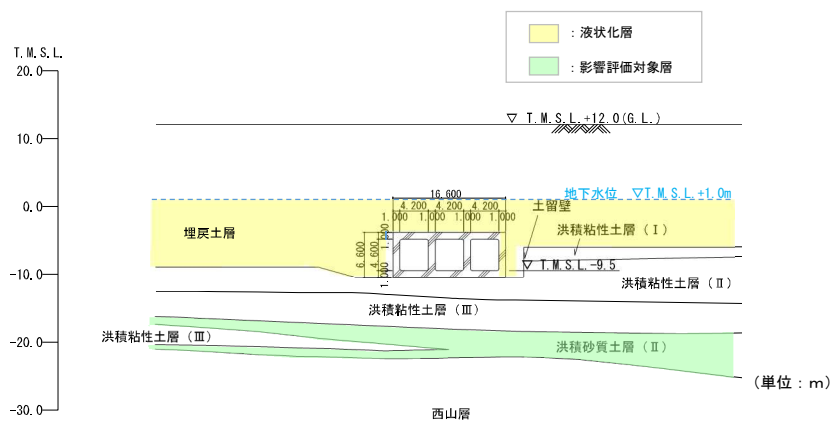 ：液状化層
：影響評価対象層
T.M.S.L.
20.0
10.0
▽ T.M.S.L.+12.0(G.L.)
地下水位 ▽T.M.S.L.+1.0m
16.600
4.200 4.200 4.200
1.000 1.000 1.000 1.000
土留壁
0.0
埋戻土層
洪積粘性土層（Ⅰ）
1.000
6.600
4.600
1.000
▽ T.M.S.L.-9.5
-10.0
洪積粘性土層（Ⅱ）
洪積粘性土層（Ⅲ）
洪積粘性土層（Ⅲ）
-20.0
洪積砂質土層（Ⅱ）
（単位：m）
-30.0
西山層